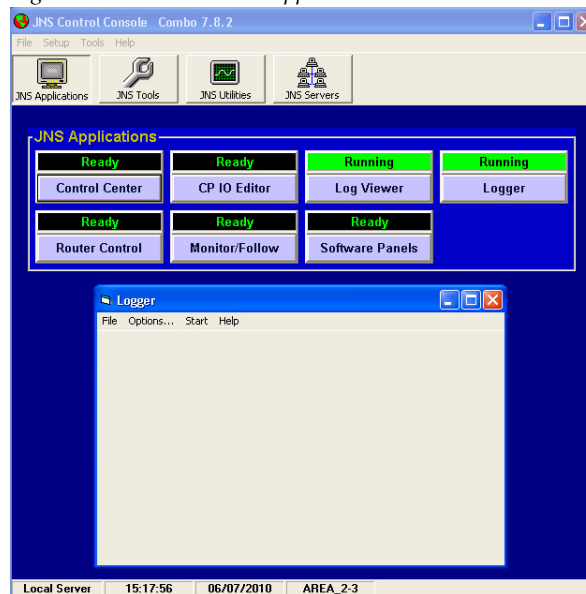 JNS Control Console Combo 7.8.2
File Setup Tools Help
JNS Applications JNS Tools JNS Utilities JNS Servers
JNS Applications
Ready Ready Running Running
Control Center CP IO Editor Log Viewer Logger
Ready Ready Ready
Router Control Monitor/Follow Software Panels
Logger
File Options... Start Help
Local Server 15:17:56 06/07/2010 AREA_2-3